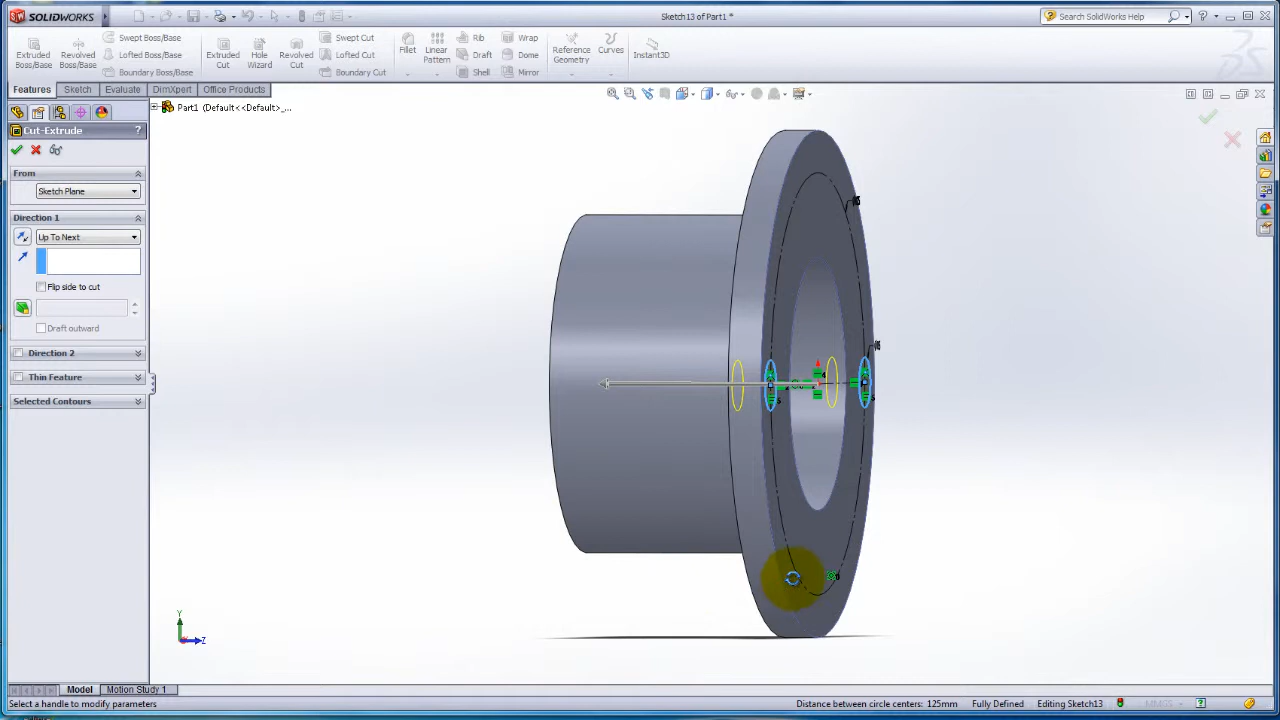 SOLIDWORKS
Sketch13 of Part1 *
Search SolidWorks Help
Extruded Boss/Base
Revolved Boss/Base
Swept Boss/Base
Lofted Boss/Base
Boundary Boss/Base
Extruded Cut
Hole Wizard
Revolved Cut
Swept Cut
Lofted Cut
Boundary Cut
Fillet
Linear Pattern
Rib
Draft
Shell
Wrap
Dome
Mirror
Reference Geometry
Curves
Instant3D
Features
Sketch
Evaluate
DimXpert
Office Products
Part1 (Default<<Default>_...
Cut-Extrude
?
From
Sketch Plane
Direction 1
Up To Next
Flip side to cut
Draft outward
Direction 2
Thin Feature
Selected Contours
Y
Z
Model
Motion Study 1
Select a handle to modify parameters
Distance between circle centers: 125mm
Fully Defined
Editing Sketch13